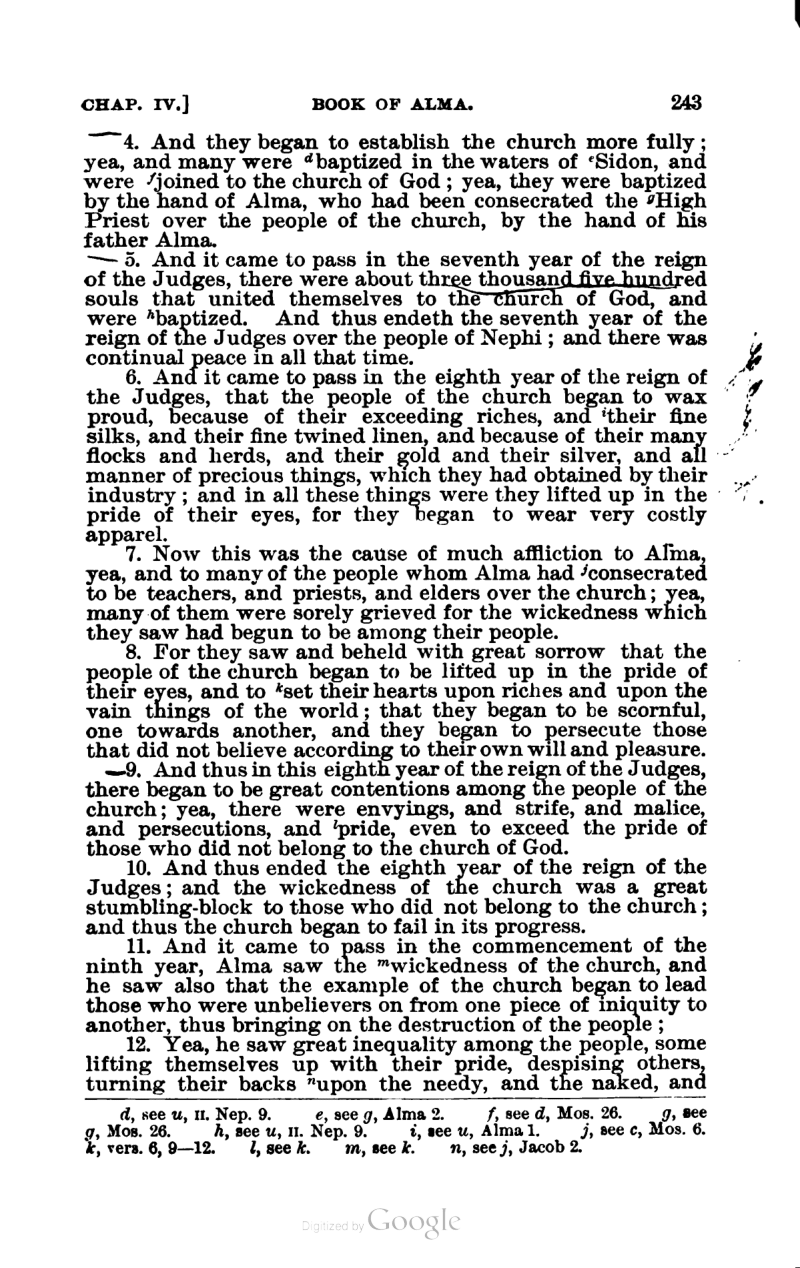 CHAP. IV.] BOOK OF ALMA. 243
4. And they began to establish the church more fully;
yea, and many were d baptized in the waters of e Sidon, and
were f joined to the church of God; yea, they were baptized
by the hand of Alma, who had been consecrated the g High
Priest over the people of the church, by the hand of his
father Alma.
5. And it came to pass in the seventh year of the reign
of the Judges, there were about three thousand five hundred
souls that united themselves to the church of God, and
were h baptized. And thus endeth the seventh year of the
reign of the Judges over the people of Nephi; and there was
continual peace in all that time.
6. And it came to pass in the eighth year of the reign of
the Judges, that the people of the church began to wax
proud, because of their exceeding riches, and i their fine
silks, and their fine twined linen, and because of their many
flocks and herds, and their gold and their silver, and all
manner of precious things, which they had obtained by their
industry; and in all these things were they lifted up in the
pride of their eyes, for they began to wear very costly
apparel.
7. Now this was the cause of much affliction to Alma,
yea, and to many of the people whom Alma had j consecrated
to be teachers, and priests, and elders over the church; yea,
many of them were sorely grieved for the wickedness which
they saw had begun to be among their people.
8. For they saw and beheld with great sorrow that the
people of the church began to be lifted up in the pride of
their eyes, and to k set their hearts upon riches and upon the
vain things of the world; that they began to be scornful,
one towards another, and they began to persecute those
that did not believe according to their own will and pleasure.
9. And thus in this eighth year of the reign of the Judges,
there began to be great contentions among the people of the
church; yea, there were envyings, and strife, and malice,
and persecutions, and l pride, even to exceed the pride of
those who did not belong to the church of God.
10. And thus ended the eighth year of the reign of the
Judges; and the wickedness of the church was a great
stumbling-block to those who did not belong to the church;
and thus the church began to fail in its progress.
11. And it came to pass in the commencement of the
ninth year, Alma saw the m wickedness of the church, and
he saw also that the example of the church began to lead
those who were unbelievers on from one piece of iniquity to
another, thus bringing on the destruction of the people;
12. Yea, he saw great inequality among the people, some
lifting themselves up with their pride, despising others,
turning their backs n upon the needy, and the naked, and
d, see u, II. Nep. 9. e, see g, Alma 2. f, see d, Mos. 26. g, see
g, Mos. 26. h, see u, II. Nep. 9. i, see u, Alma 1. j, see c, Mos. 6.
k, vers. 6, 9—12. l, see k. m, see k. n, see j, Jacob 2.
Digitized by Google